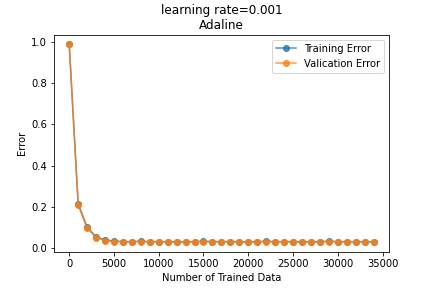 learning rate=0.001
Adaline
Training Error
Valication Error
1.0
0.8
0.6
0.4
0.2
0.0
Error
0 5000 10000 15000 20000 25000 30000 35000
Number of Trained Data